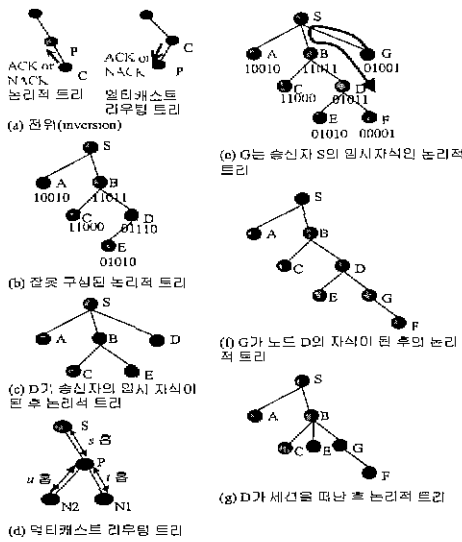 P
C
ACK or
NACK
논리적 트리
C
P
ACK or
NACK
멀티캐스트
라우팅 트리
(a) 전위(inversion)
S
A
10010
B
11011
C
11000
D
01110
E
01010
(b) 잘못 구성된 논리적 트리
S
A
B
D
C
E
(c) D가 송신자의 임시 자식이
된 후 논리적 트리
S
s 홉
P
u 홉
t 홉
N2
N1
(d) 멀티캐스트 라우팅 트리
S
A
10010
B
11011
G
01001
C
11000
D
01011
E
01010
F
00001
(e) G는 송신자 S의 임시자식인 논리적
트리
S
A
B
C
D
E
G
F
(f) G가 노드 D의 자식이 된 후의 논리
적 트리
S
A
B
C
E
G
F
(g) D가 세션을 떠난 후 논리적 트리